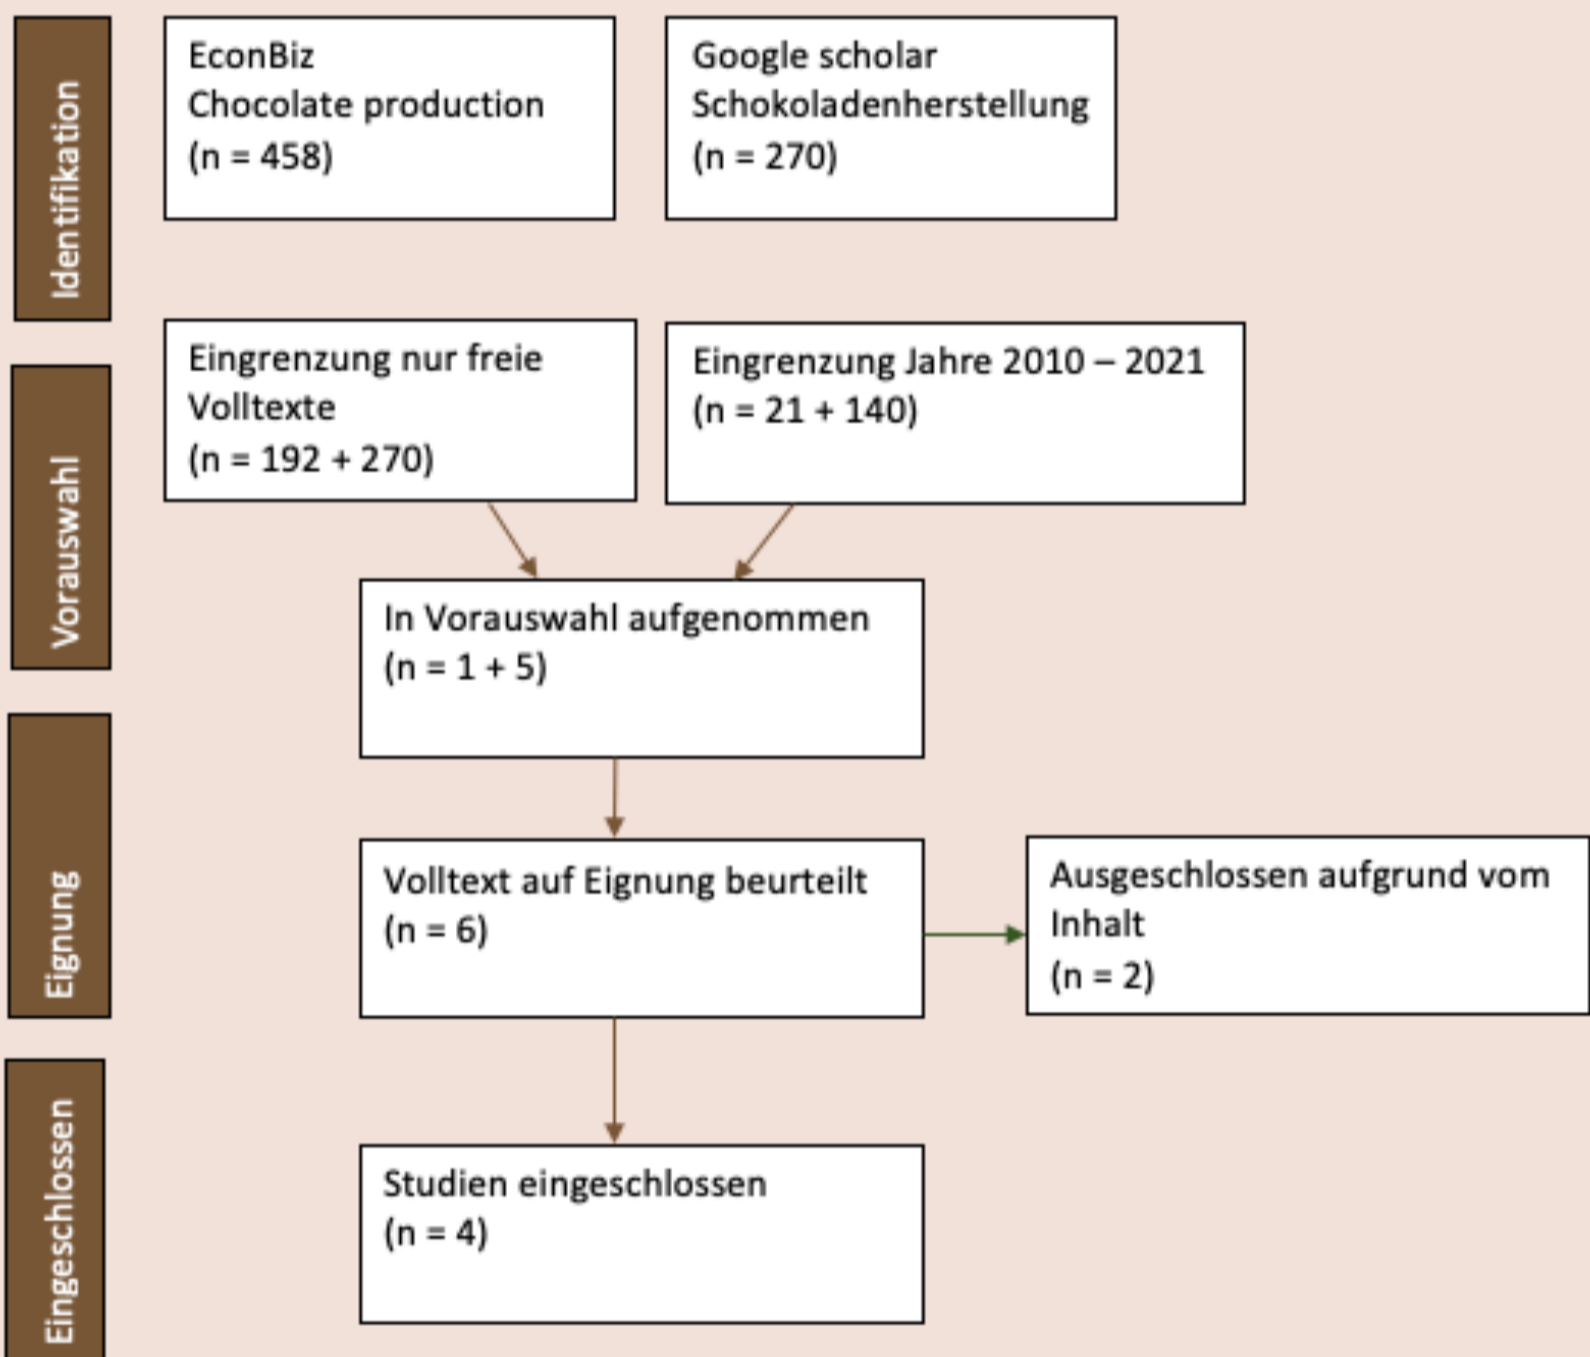 Identifikation
EconBiz
Chocolate production
(n = 458)
Google scholar
Schokoladenherstellung
(n = 270)
Vorauswahl
Eingrenzung nur freie
Volltexte
(n = 192 + 270)
Eingrenzung Jahre 2010 – 2021
(n = 21 + 140)
In Vorauswahl aufgenommen
(n = 1 + 5)
Eignung
Volltext auf Eignung beurteilt
(n = 6)
Ausgeschlossen aufgrund vom
Inhalt
(n = 2)
Eingeschlossen
Studien eingeschlossen
(n = 4)